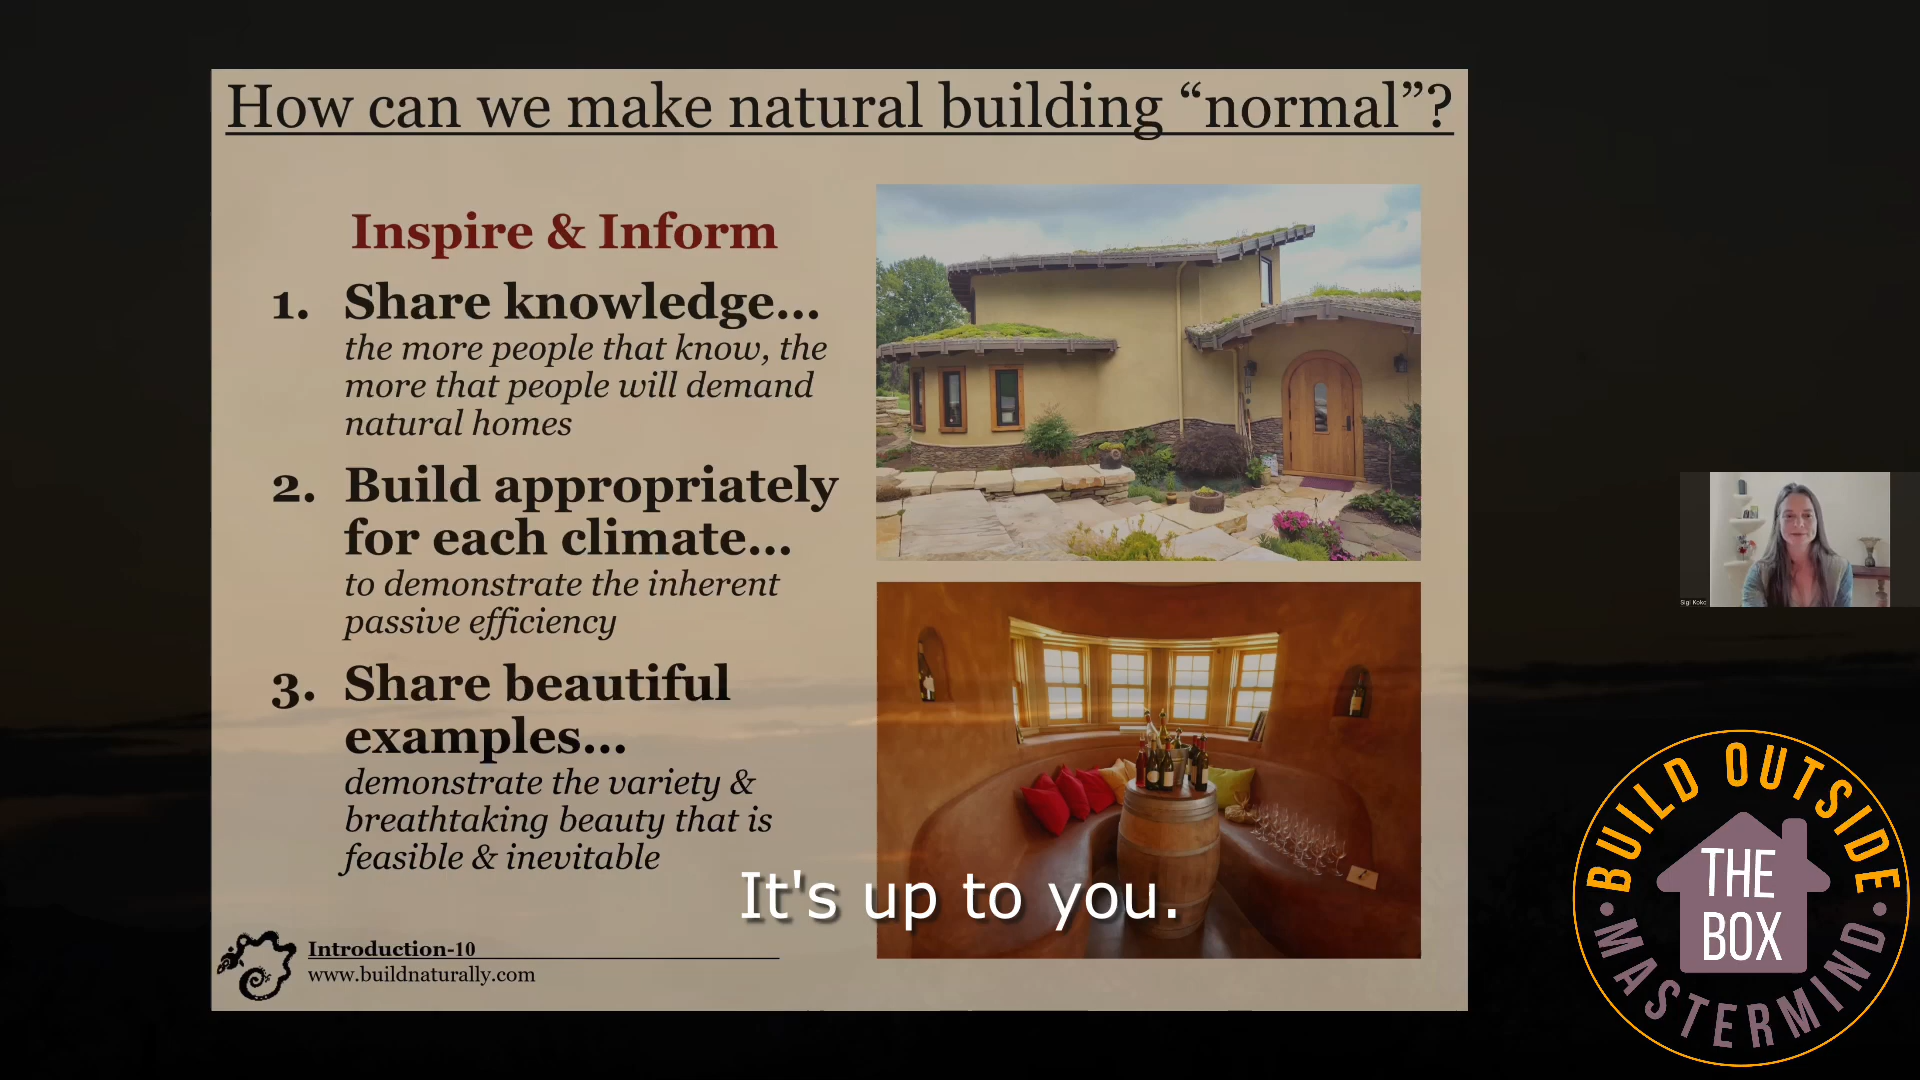 How can we make natural building “normal”?
Inspire & Inform
1. Share knowledge...
the more people that know, the
more that people will demand
natural homes
2. Build appropriately
for each climate...
to demonstrate the inherent
passive efficiency
3. Share beautiful
examples...
demonstrate the variety &
breathtaking beauty that is
feasible & inevitable
It's up to you.
Introduction-10
www.buildnaturally.com
Sigi Koko
BUILD OUTSIDE
THE
BOX
MASTERMIND